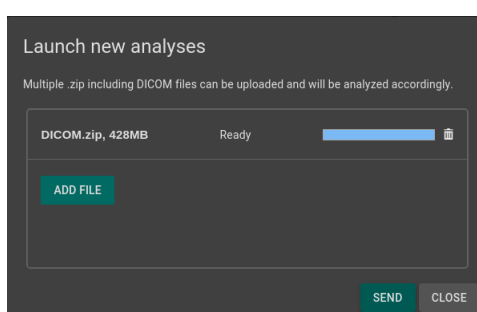 Launch new analyses
Multiple .zip including DICOM files can be uploaded and will be analyzed accordingly.
DICOM.zip, 428MB Ready
ADD FILE
SEND CLOSE